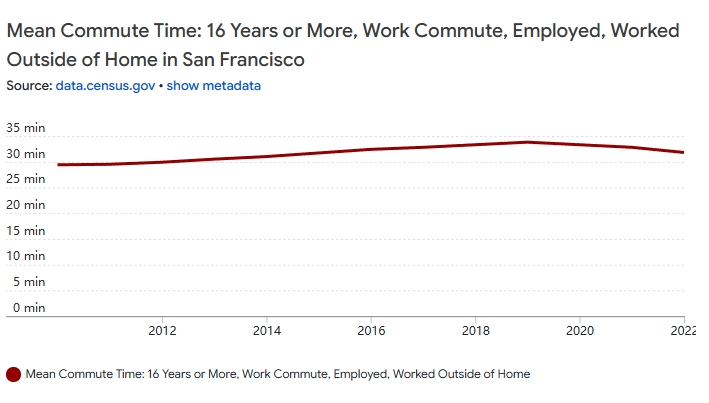 Mean Commute Time: 16 Years or More, Work Commute, Employed, Worked
Outside of Home in San Francisco
Source: data.census.gov • show metadata
35 min
30 min
25 min
20 min
15 min
10 min
5 min
0 min
2012 2014 2016 2018 2020 2022
Mean Commute Time: 16 Years or More, Work Commute, Employed, Worked Outside of Home